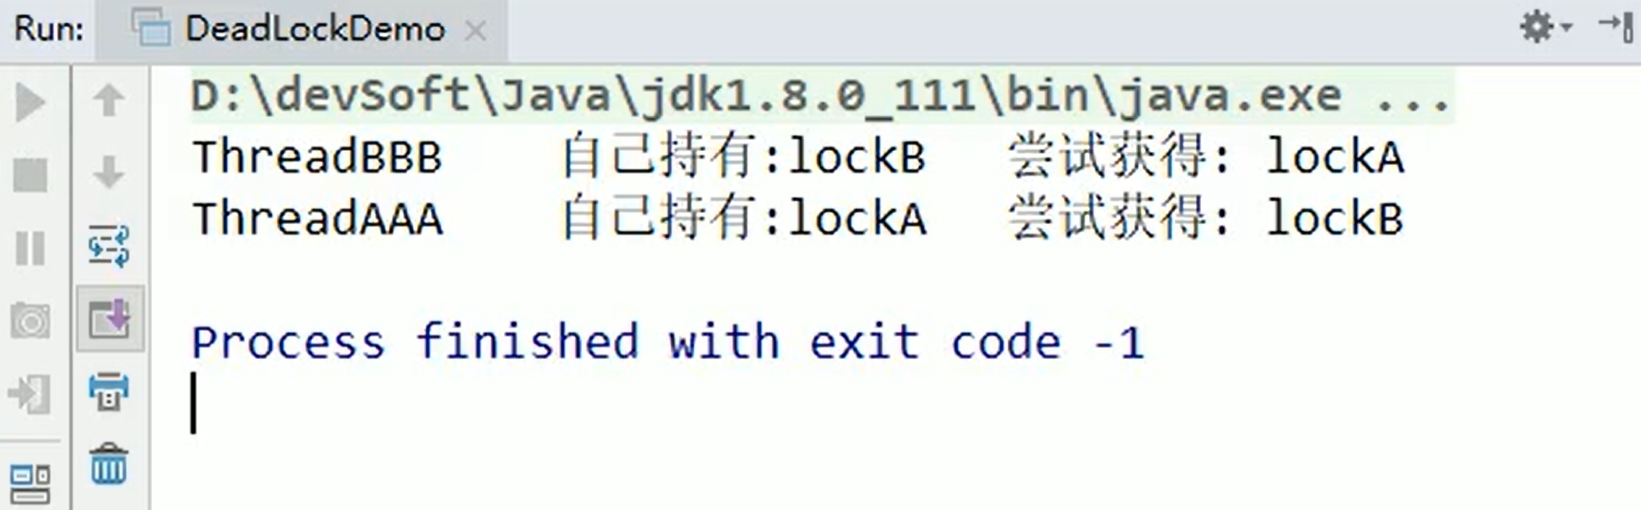 Run: DeadLockDemo
D:\devSoft\Java\jdk1.8.0_111\bin\java.exe ...
ThreadBBB 自己持有:lockB 尝试获得: lockA
ThreadAAA 自己持有:lockA 尝试获得: lockB
Process finished with exit code -1